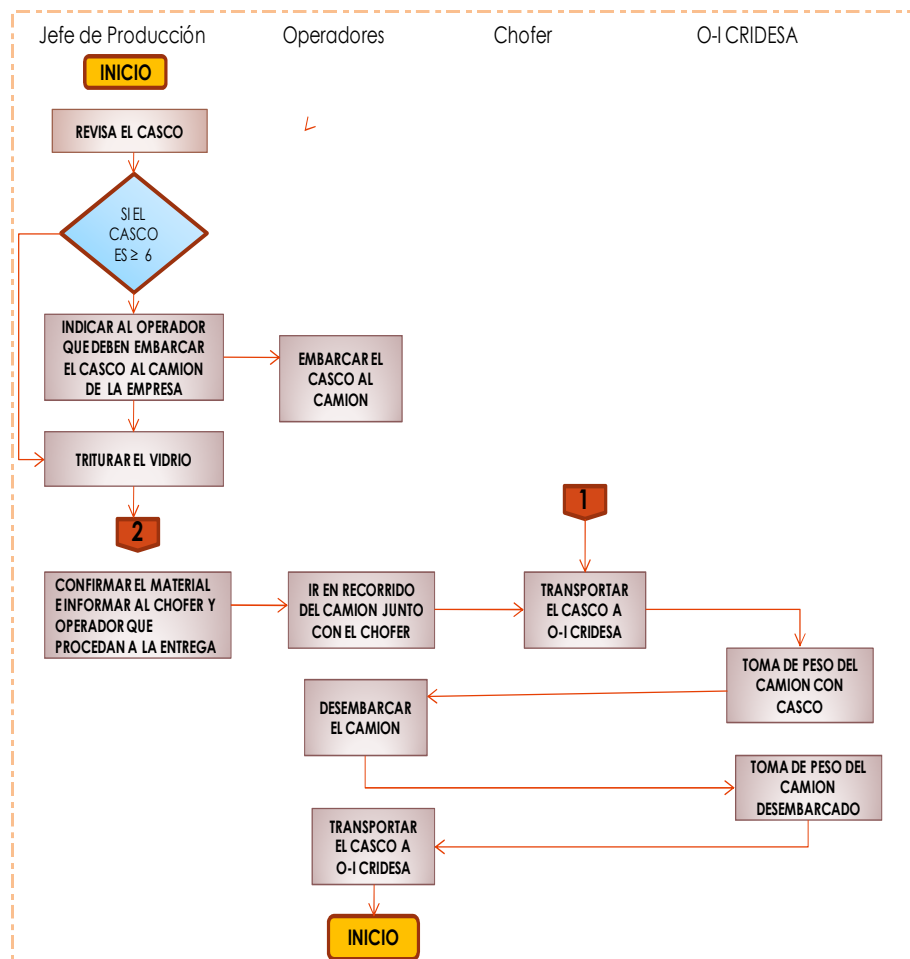 Jefe de Producción
Operadores
Chofer
O-I CRIDESA
INICIO
REVISA EL CASCO
SI EL
CASCO
ES ≥ 6
INDICAR AL OPERADOR
QUE DEBEN EMBARCAR
EL CASCO AL CAMION
DE LA EMPRESA
EMBARCAR EL
CASCO AL
CAMION
TRITURAR EL VIDRIO
2
1
CONFIRMAR EL MATERIAL
E INFORMAR AL CHOFER Y
OPERADOR QUE
PROCEDAN A LA ENTREGA
IR EN RECORRIDO
DEL CAMION JUNTO
CON EL CHOFER
TRANSPORTAR
EL CASCO A
O-I CRIDESA
TOMA DE PESO DEL
CAMION CON
CASCO
DESEMBARCAR
EL CAMION
TOMA DE PESO DEL
CAMION
DESEMBARCADO
TRANSPORTAR
EL CASCO A
O-I CRIDESA
INICIO